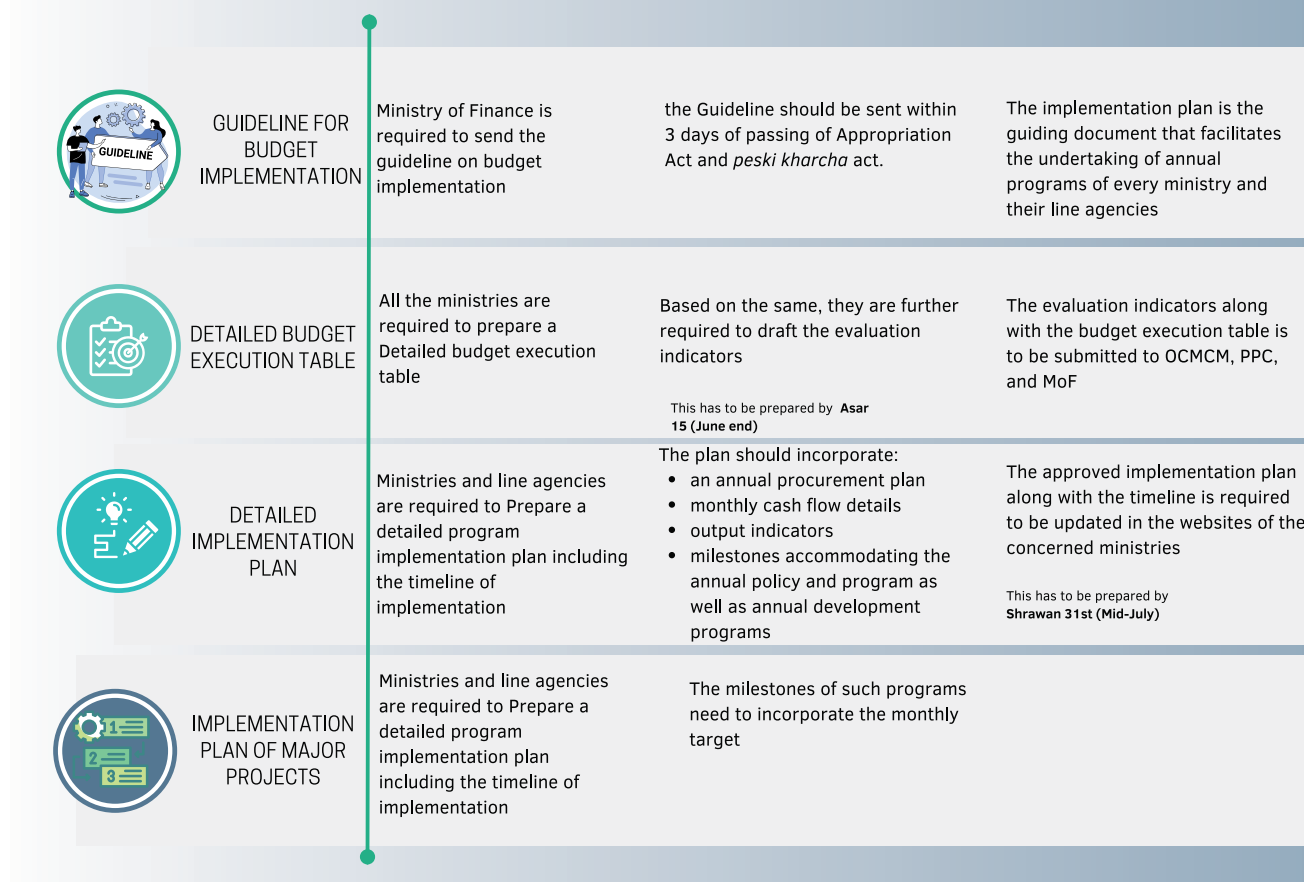 GUIDELINE
GUIDELINE FOR
BUDGET
IMPLEMENTATION
Ministry of Finance is
required to send the
guideline on budget
implementation
the Guideline should be sent within
3 days of passing of Appropriation
Act and peski kharcha act.
The implementation plan is the
guiding document that facilitates
the undertaking of annual
programs of every ministry and
their line agencies
DETAILED BUDGET
EXECUTION TABLE
All the ministries are
required to prepare a
Detailed budget execution
table
Based on the same, they are further
required to draft the evaluation
indicators
This has to be prepared by Asar
15 (June end)
The evaluation indicators along
with the budget execution table is
to be submitted to OCMCM, PPC,
and MoF
DETAILED
IMPLEMENTATION
PLAN
Ministries and line agencies
are required to Prepare a
detailed program
implementation plan including
the timeline of
implementation
The plan should incorporate:
• an annual procurement plan
• monthly cash flow details
• output indicators
• milestones accommodating the
annual policy and program as
well as annual development
programs
The approved implementation plan
along with the timeline is required
to be updated in the websites of the
concerned ministries
This has to be prepared by
Shrawan 31st (Mid-July)
1
2
3
IMPLEMENTATION
PLAN OF MAJOR
PROJECTS
Ministries and line agencies
are required to Prepare a
detailed program
implementation plan
including the timeline of
implementation
The milestones of such programs
need to incorporate the monthly
target